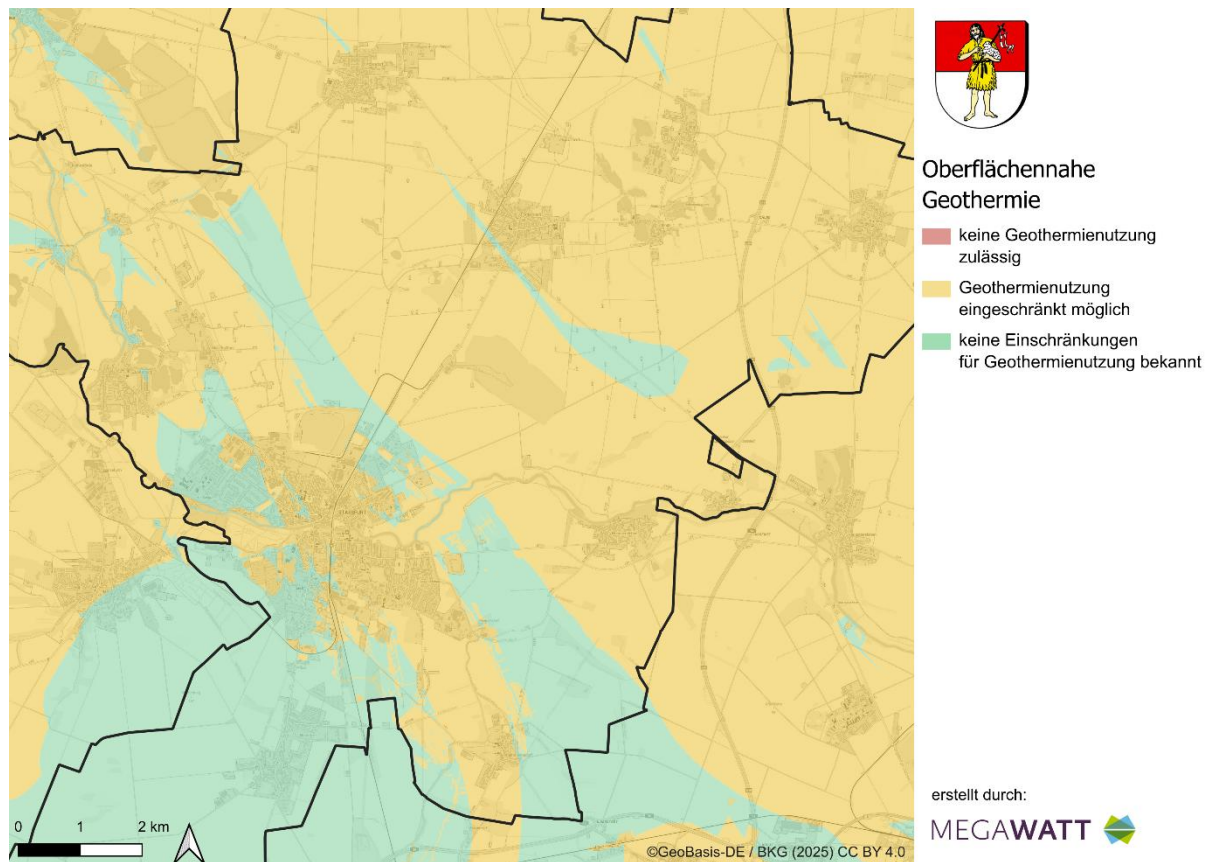 Oberflächennahe
Geothermie
keine Geothermienutzung
zulässig
Geothermienutzung
eingeschränkt möglich
keine Einschränkungen
für Geothermienutzung bekannt
0 1 2 km
©GeoBasis-DE / BKG (2025) CC BY 4.0
erstellt durch:
MEGAWATT